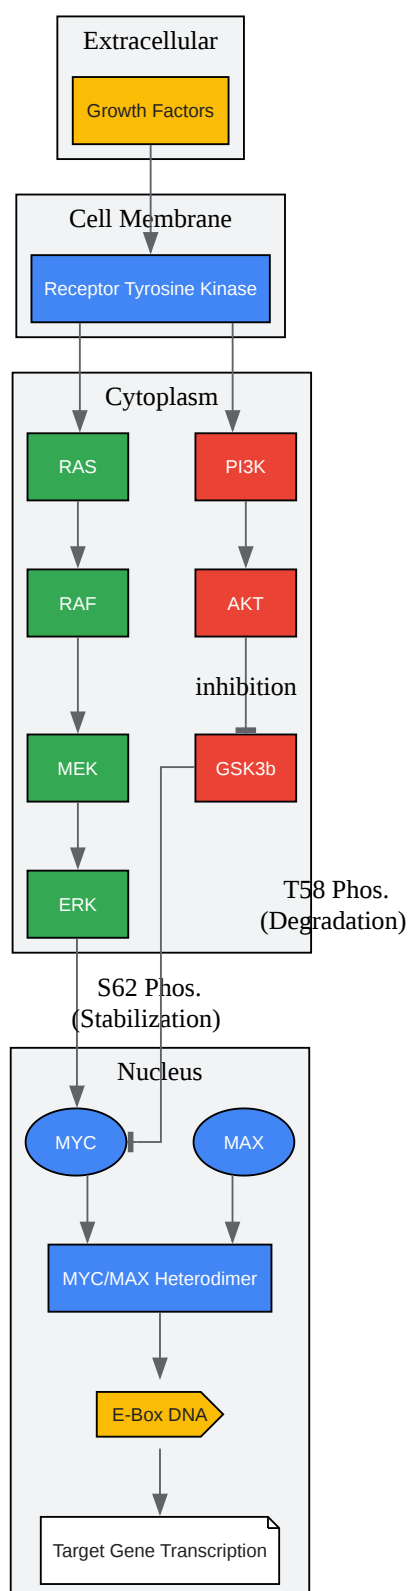 Extracellular
Growth Factors
Cell Membrane
Receptor Tyrosine Kinase
Cytoplasm
RAS
PI3K
RAF
AKT
inhibition
MEK
GSK3b
ERK
T58 Phos.
(Degradation)
S62 Phos.
(Stabilization)
Nucleus
MYC
MAX
MYC/MAX Heterodimer
E-Box DNA
Target Gene Transcription